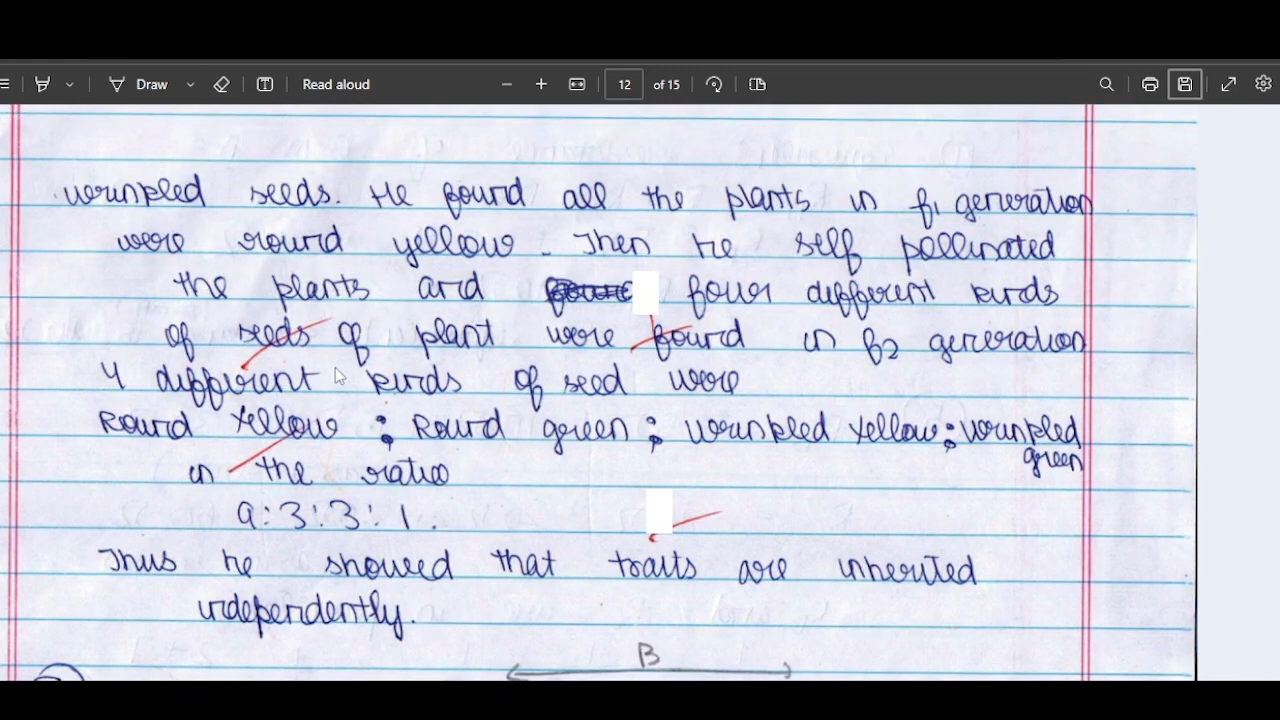 Draw
Read aloud
12 of 15
wrinkled seeds. He found all the plants in f1 generation
were round yellow. Then he self pollinated
the plants and four different kinds
of seeds of plant were found in f2 generation
4 different kinds of seed were
Round Yellow : Round green : wrinkled Yellow : wrinkled
green
in the ratio
9:3:3:1.
Thus he showed that traits are inherited
independently.
B